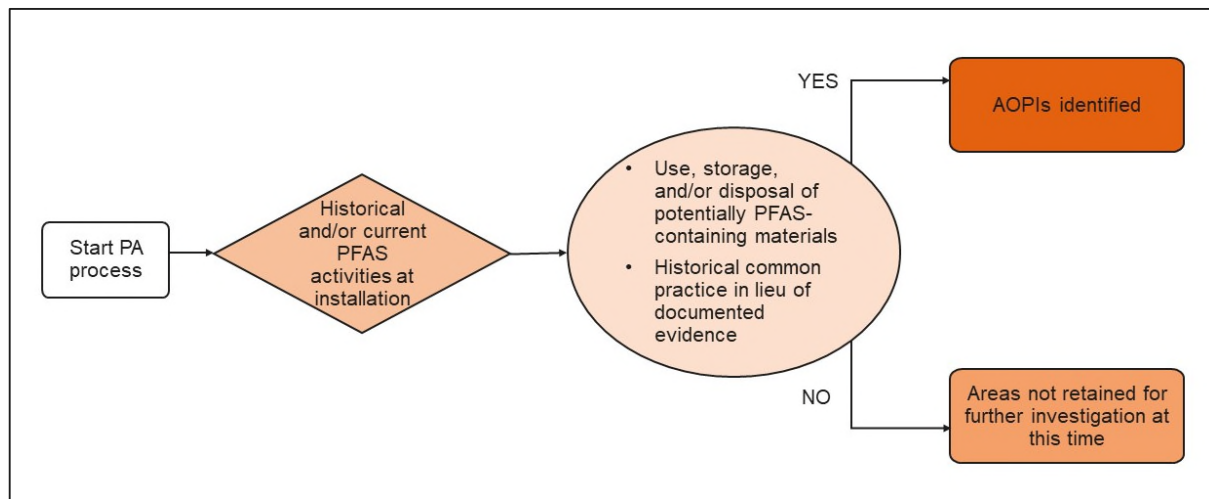 Start PA
process
Historical
and/or current
PFAS
activities at
installation
• Use, storage,
and/or disposal of
potentially PFAS-
containing materials
• Historical common
practice in lieu of
documented
evidence
YES
AOPIs identified
NO
Areas not retained for
further investigation at
this time